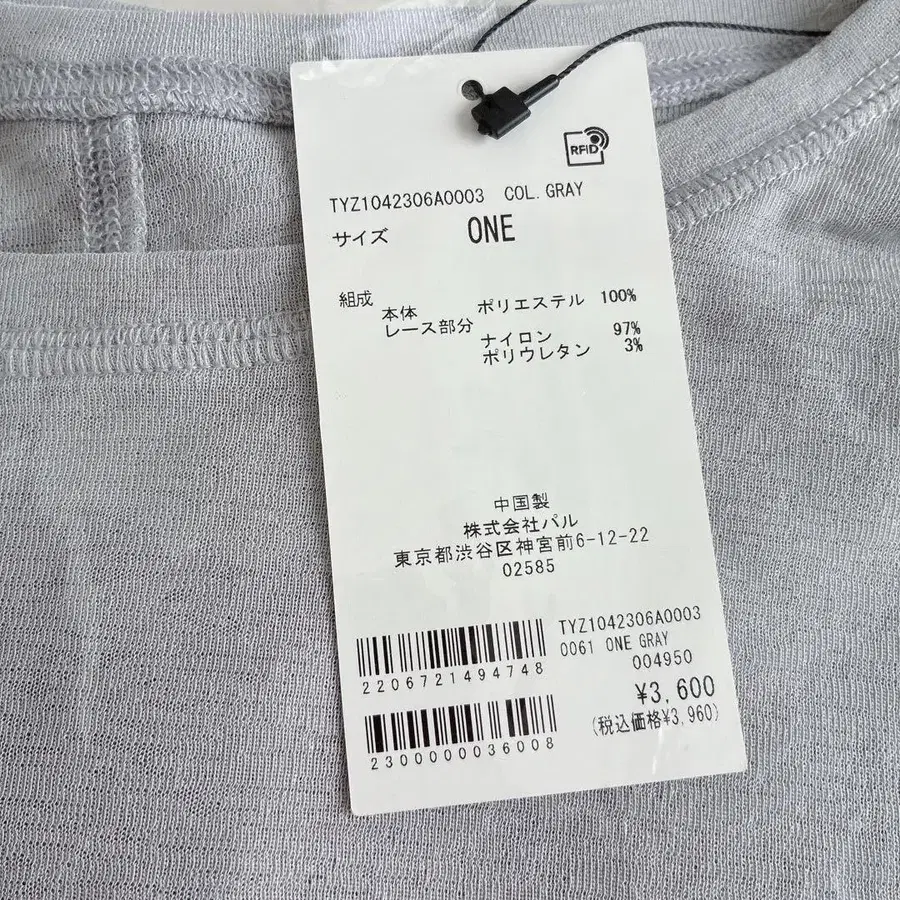 RFID
TYZ1042306A0003 COL. GRAY
サイズ ONE
組成 本体 ポリエステル 100%
レース部分 ナイロン 97%
ポリウレタン 3%
中国製
株式会社パル
東京都渋谷区神宮前6-12-22
02585
TYZ1042306A0003
0061 ONE GRAY
004950
2206721494748
¥3,600
(税込価格¥3,960)
2300000036008